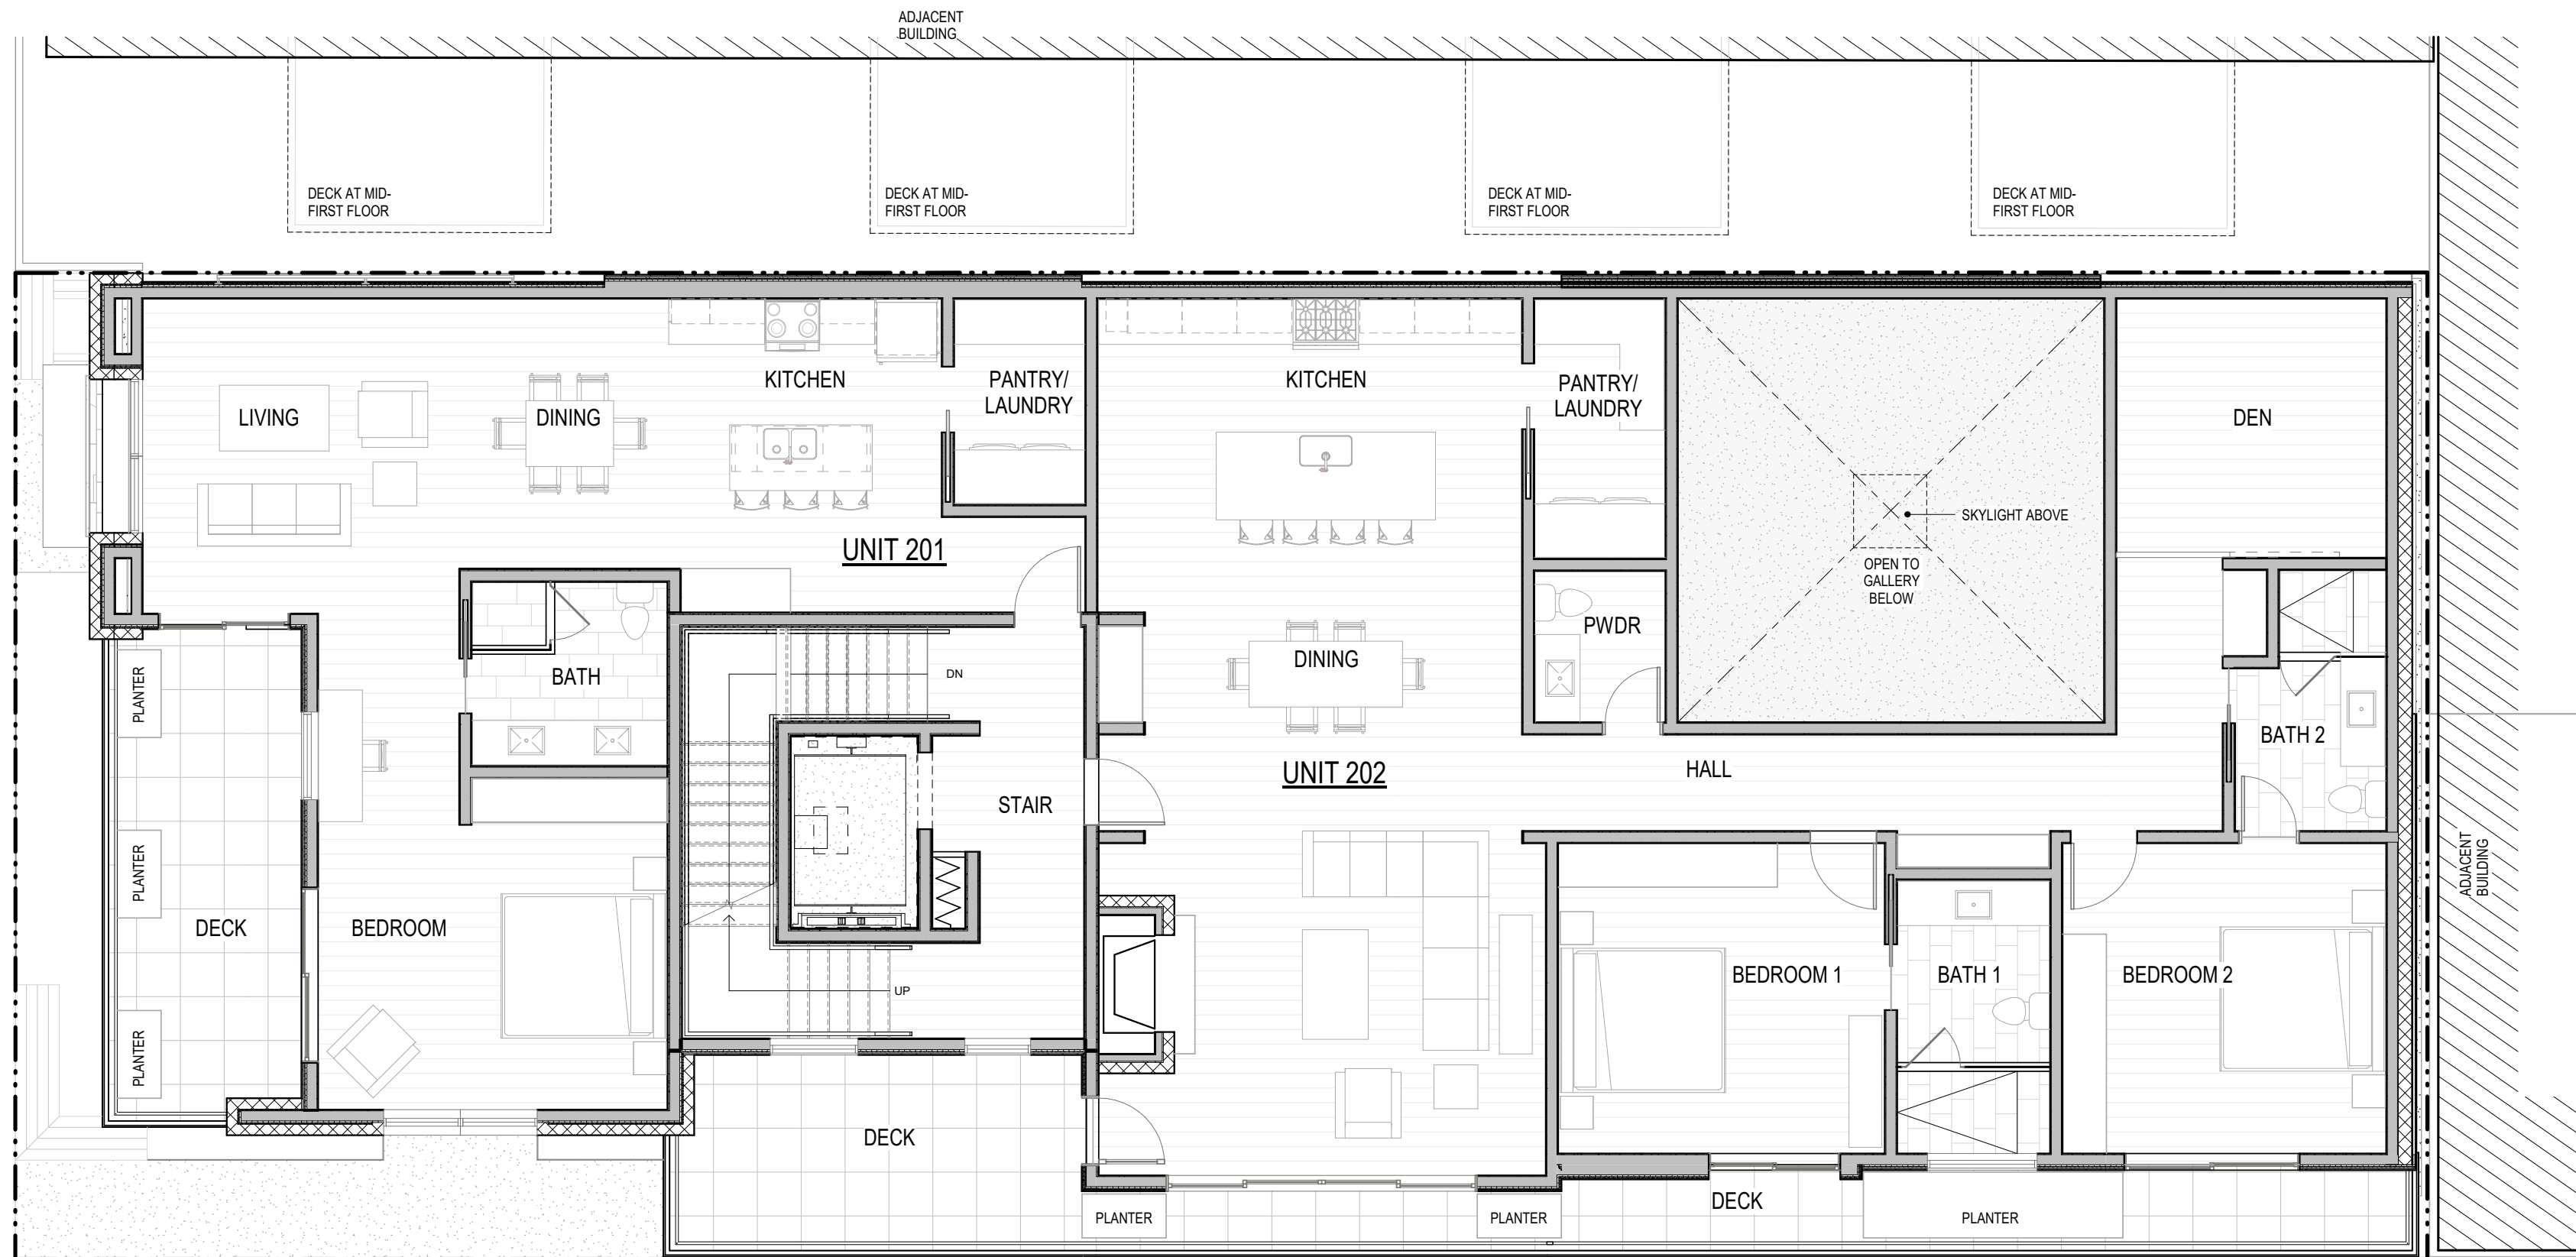 ADJACENT
BUILDING
DECK AT MID-
FIRST FLOOR
DECK AT MID-
FIRST FLOOR
DECK AT MID-
FIRST FLOOR
DECK AT MID-
FIRST FLOOR
LIVING
DINING
KITCHEN
PANTRY/
LAUNDRY
KITCHEN
PANTRY/
LAUNDRY
DEN
SKYLIGHT ABOVE
OPEN TO
GALLERY
BELOW
UNIT 201
PWDR
DINING
BATH
DN
PLANTER
BATH 2
HALL
UNIT 202
STAIR
PLANTER
ADJACENT
BUILDING
DECK
BEDROOM
BEDROOM 1
BATH 1
BEDROOM 2
UP
PLANTER
DECK
DECK
PLANTER
PLANTER
PLANTER